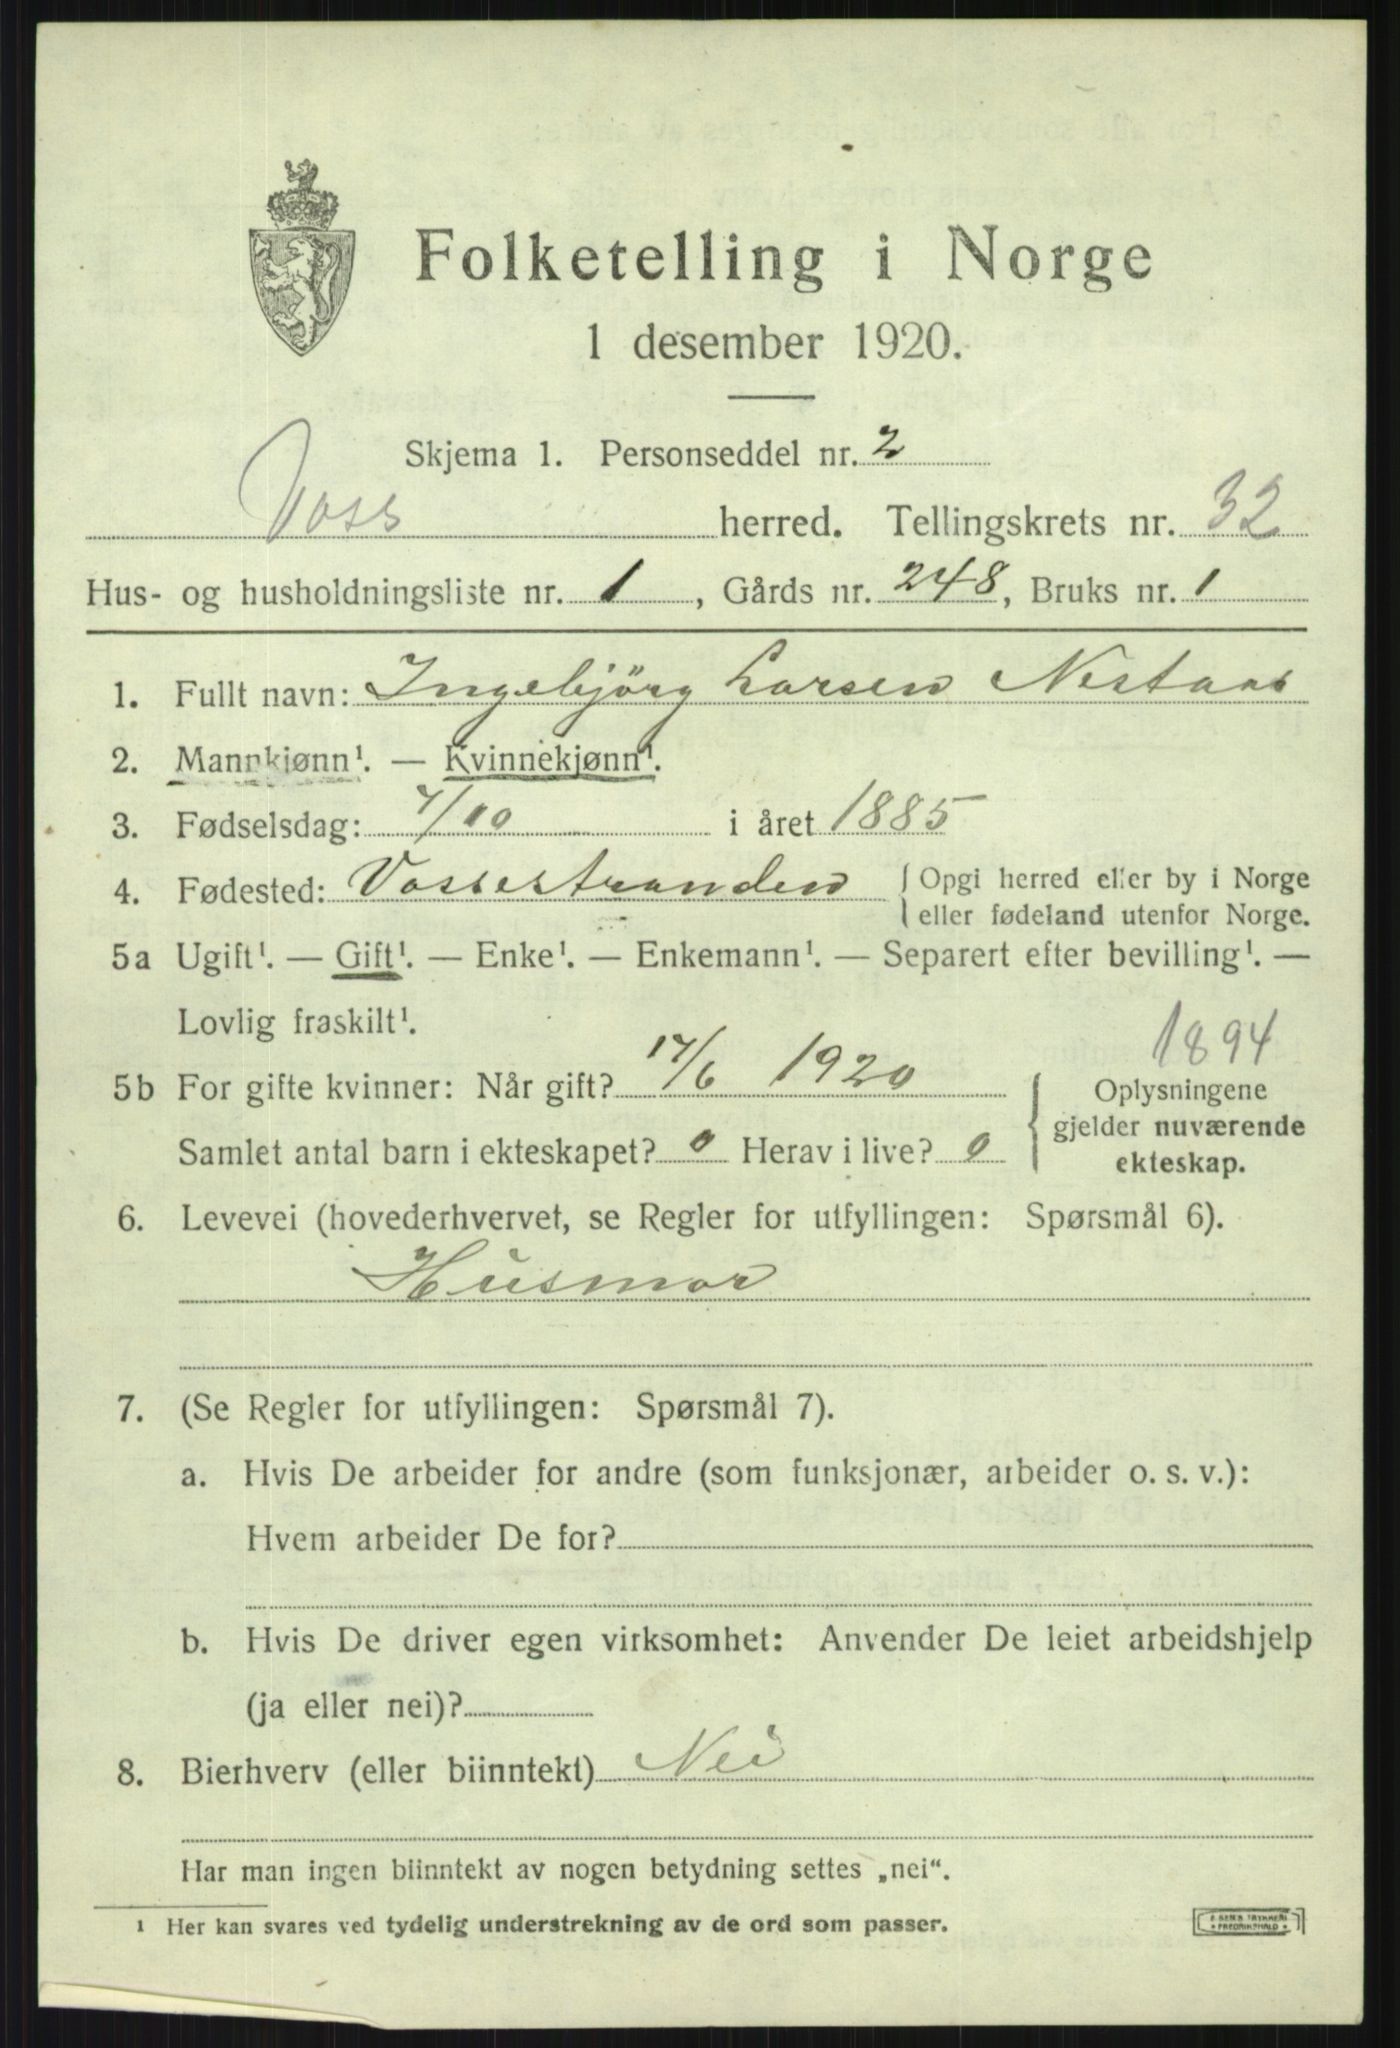 Folketelling i Norge
1 desember 1920.
Skjema 1. Personseddel nr. 2
Voss herred. Tellingskrets nr. 32
Hus- og husholdningsliste nr. 1, Gårds nr. 248, Bruks nr. 1
1. Fullt navn: Ingebjörg Larsen Nestaas
2. Mannkjønn¹. — Kvinnekjønn¹.
3. Fødselsdag: 7/10 i året 1885
4. Fødested: Vossestranden { Opgi herred eller by i Norge
eller fødeland utenfor Norge.
5a Ugift¹. — Gift¹. — Enke¹. — Enkemann¹. — Separert efter bevilling¹. —
Lovlig fraskilt¹.
1894
5b For gifte kvinner: Når gift? 17/6 1920 { Oplysningene
gjelder nuværende
Samlet antal barn i ekteskapet? 0 Herav i live? 0
ekteskap.
6. Levevei (hovederhvervet, se Regler for utfyllingen: Spørsmål 6).
Husmor
7. (Se Regler for utfyllingen: Spørsmål 7).
a. Hvis De arbeider for andre (som funksjonær, arbeider o. s. v.):
Hvem arbeider De for?
b. Hvis De driver egen virksomhet: Anvender De leiet arbeidshjelp
(ja eller nei)?
8. Bierhverv (eller biinntekt) Nei
Har man ingen biinntekt av nogen betydning settes „nei“.
¹ Her kan svares ved tydelig understrekning av de ord som passer.
TRYKKERI
FREDRIKSHALD